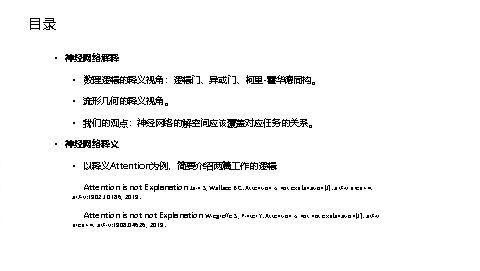 目录
• 神经网络解释
• 数理逻辑的释义视角：逻辑门、异或门、柯里-霍华德同构。
• 流形几何的释义视角。
• 我们的观点：神经网络的解空间应该覆盖对应任务的关系。
• 神经网络释义
• 以释义Attention为例，简要介绍两篇工作的逻辑
Attention is not Explanation Jain S, Wallace B C. Attention is not explanation[J]. arXiv preprint
arXiv:1902.10186, 2019.
Attention is not not Explanation Wiegreffe S, Pinter Y. Attention is not not explanation[J]. arXiv
preprint arXiv:1908.04626, 2019.